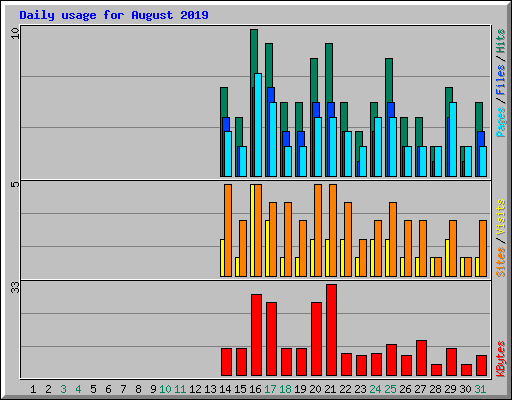 Daily usage for August 2019
10
Pages / Files / Hits
5
Sites / Visits
33
KBytes
1 2 3 4 5 6 7 8 9 10 11 12 13 14 15 16 17 18 19 20 21 22 23 24 25 26 27 28 29 30 31